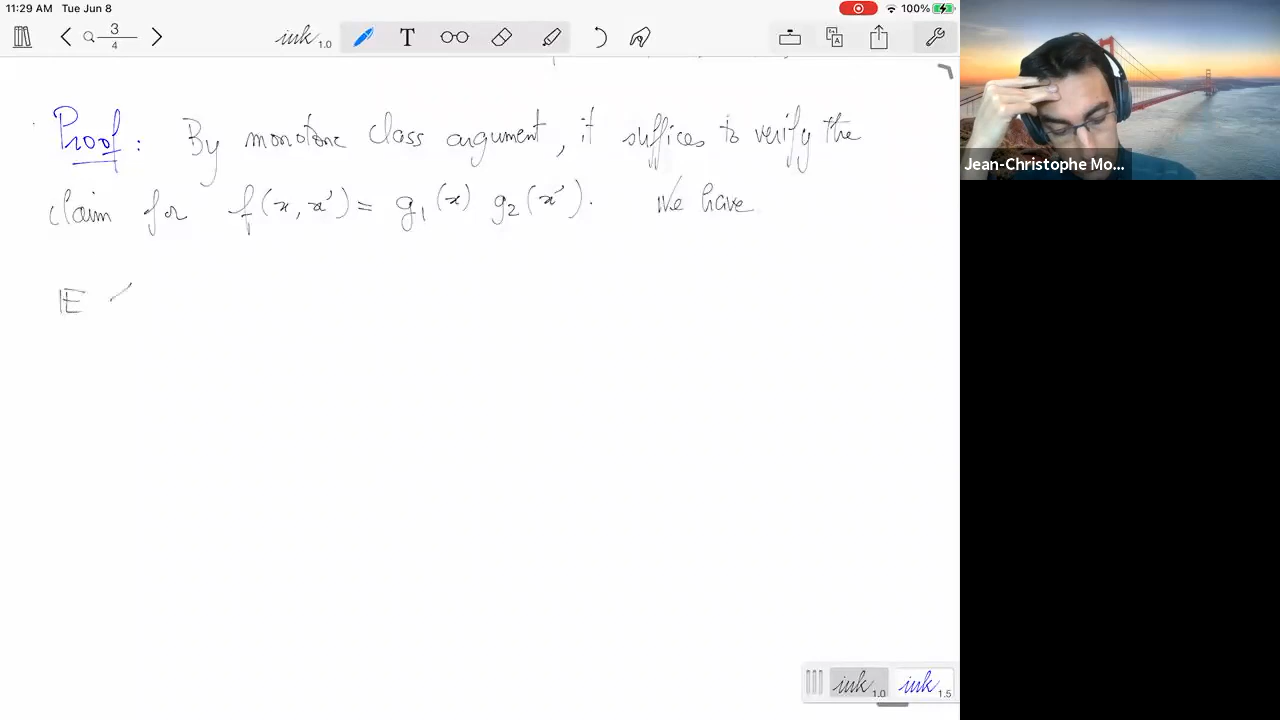 11:29 AM Tue Jun 8
100%
3
4
ink 1.0
T
Proof : By monotone class argument, it suffices to verify the
claim for f(x, x') = g₁(x) g₂(x'). We have
𝔼
Jean-Christophe Mo...
ink 1.0 ink 1.5